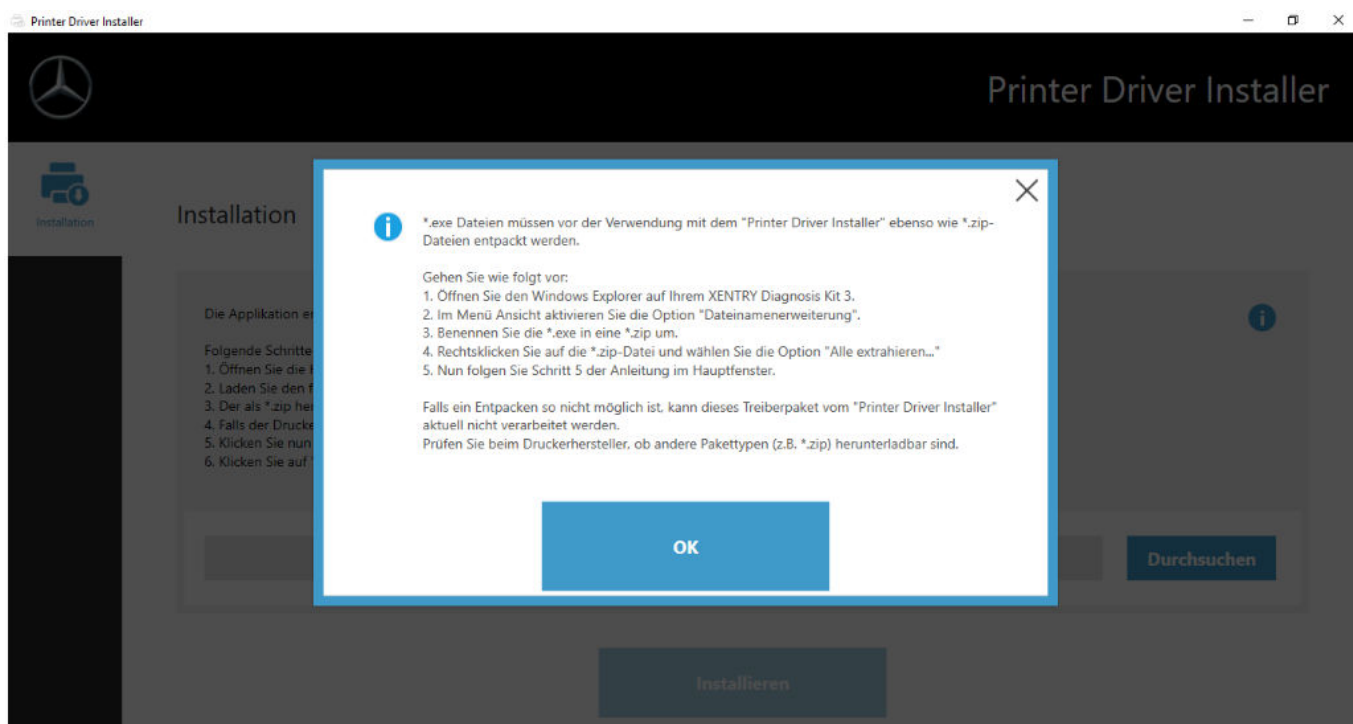 Printer Driver Installer
Printer Driver Installer
Installation
Installation
*.exe Dateien müssen vor der Verwendung mit dem "Printer Driver Installer" ebenso wie *.zip-
Dateien entpackt werden.
Gehen Sie wie folgt vor:
1. Öffnen Sie den Windows Explorer auf Ihrem XENTRY Diagnosis Kit 3.
2. Im Menü Ansicht aktivieren Sie die Option "Dateinamenerweiterung".
3. Benennen Sie die *.exe in eine *.zip um.
4. Rechtsklicken Sie auf die *.zip-Datei und wählen Sie die Option "Alle extrahieren..."
5. Nun folgen Sie Schritt 5 der Anleitung im Hauptfenster.
Falls ein Entpacken so nicht möglich ist, kann dieses Treiberpaket vom "Printer Driver Installer"
aktuell nicht verarbeitet werden.
Prüfen Sie beim Druckerhersteller, ob andere Pakettypen (z.B. *.zip) herunterladbar sind.
OK
Die Applikation
Folgende Schritte
1. Öffnen Sie die
2. Laden Sie den
3. Der als *.zip
4. Falls der
5. Klicken Sie nun
6. Klicken Sie auf
Durchsuchen
Installieren